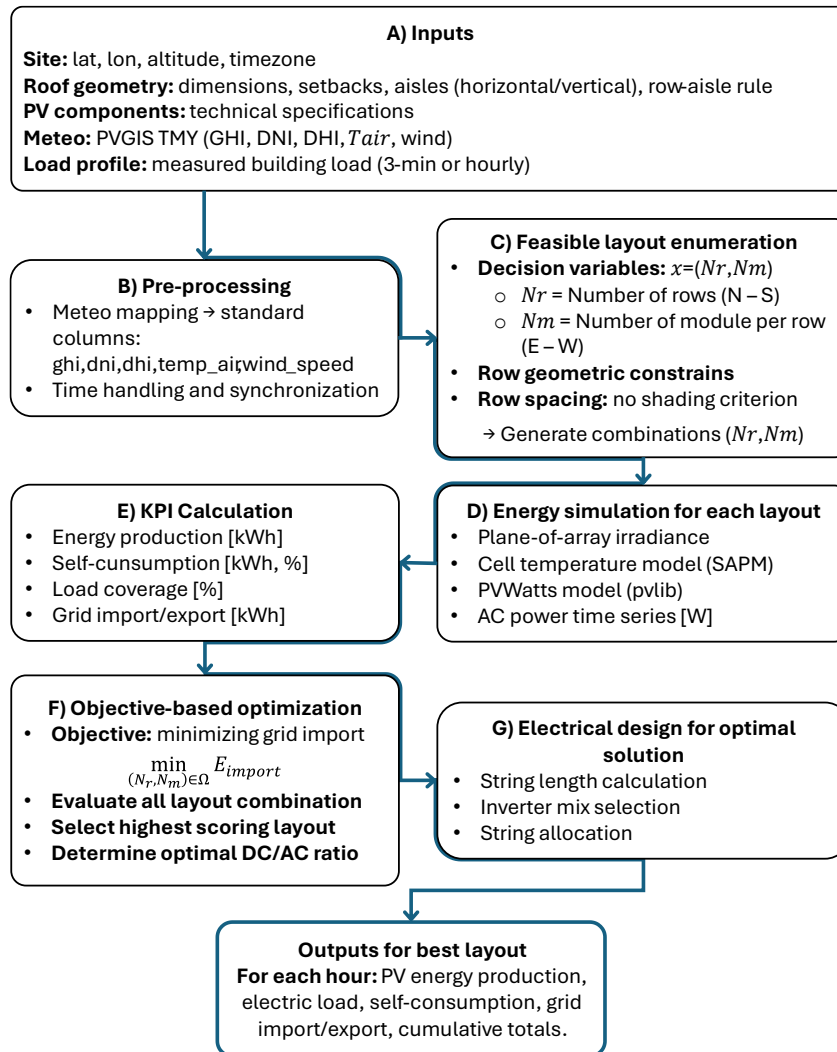 A) Inputs
Site: lat, lon, altitude, timezone
Roof geometry: dimensions, setbacks, aisles (horizontal/vertical), row-aisle rule
PV components: technical specifications
Meteo: PVGIS TMY (GHI, DNI, DHI, Tair, wind)
Load profile: measured building load (3-min or hourly)
B) Pre-processing
• Meteo mapping → standard
columns:
ghi,dni,dhi,temp_air,wind_speed
• Time handling and synchronization
C) Feasible layout enumeration
• Decision variables: x=(Nr,Nm)
o Nr = Number of rows (N – S)
o Nm = Number of module per row
(E – W)
• Row geometric constrains
• Row spacing: no shading criterion
→ Generate combinations (Nr,Nm)
D) Energy simulation for each layout
• Plane-of-array irradiance
• Cell temperature model (SAPM)
• PVWatts model (pvlib)
• AC power time series [W]
E) KPI Calculation
• Energy production [kWh]
• Self-cunsumption [kWh, %]
• Load coverage [%]
• Grid import/export [kWh]
F) Objective-based optimization
• Objective: minimizing grid import
min E_import
(N_r,N_m)∈Ω
• Evaluate all layout combination
• Select highest scoring layout
• Determine optimal DC/AC ratio
G) Electrical design for optimal
solution
• String length calculation
• Inverter mix selection
• String allocation
Outputs for best layout
For each hour: PV energy production,
electric load, self-consumption, grid
import/export, cumulative totals.